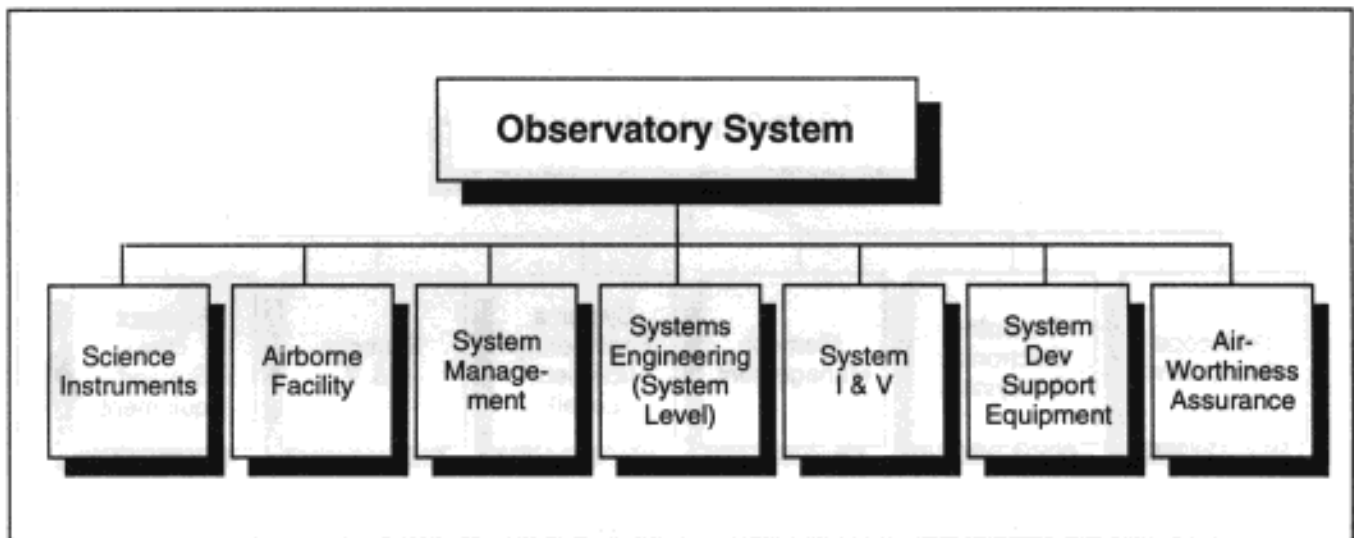 Observatory System
Science
Instruments
Airborne
Facility
System
Manage-
ment
Systems
Engineering
(System
Level)
System
I & V
System
Dev
Support
Equipment
Air-
Worthiness
Assurance